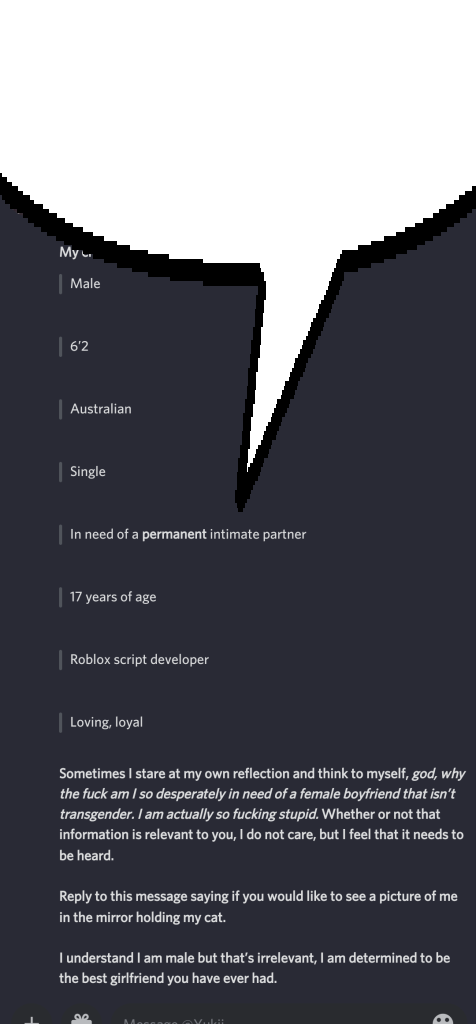 My
Male
6'2
Australian
Single
In need of a permanent intimate partner
17 years of age
Roblox script developer
Loving, loyal
Sometimes I stare at my own reflection and think to myself, god, why
the fuck am I so desperately in need of a female boyfriend that isn't
transgender. I am actually so fucking stupid. Whether or not that
information is relevant to you, I do not care, but I feel that it needs to
be heard.
Reply to this message saying if you would like to see a picture of me
in the mirror holding my cat.
I understand I am male but that's irrelevant, I am determined to be
the best girlfriend you have ever had.
Message @Yukii